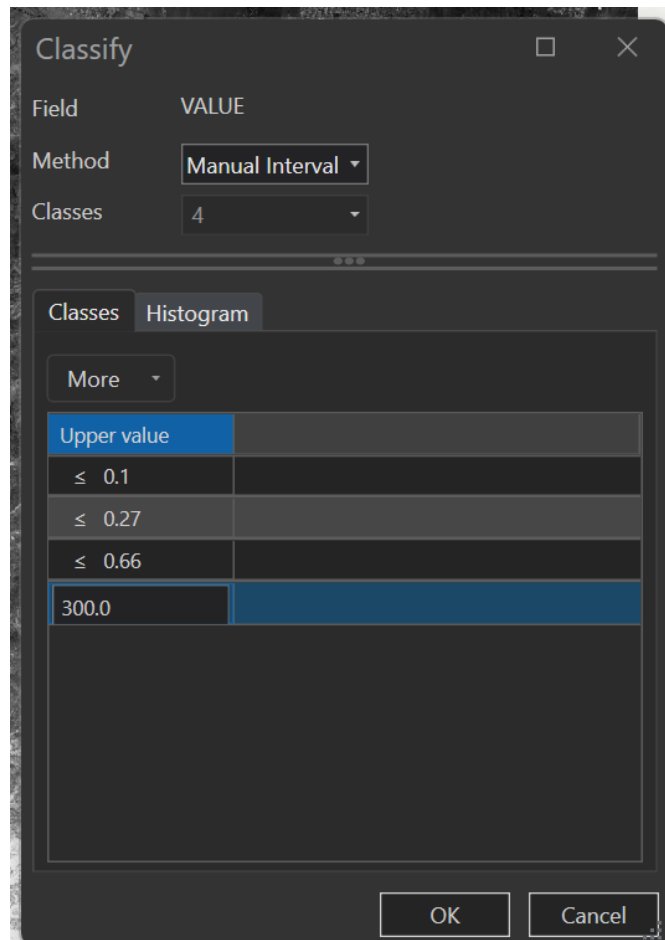 Classify
Field VALUE
Method Manual Interval
Classes 4
Classes Histogram
More
Upper value
≤ 0.1
≤ 0.27
≤ 0.66
300.0
OK Cancel